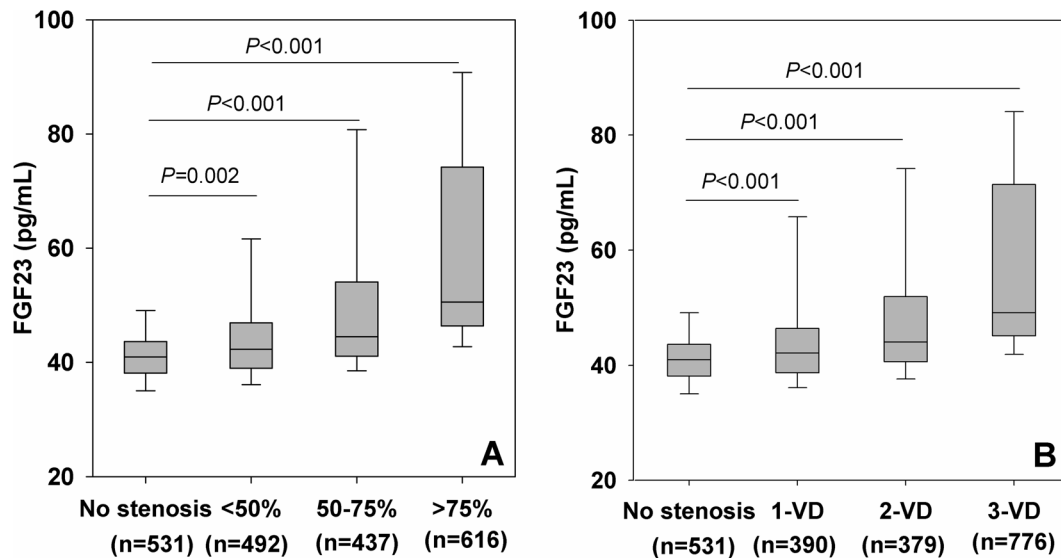 100
80
60
40
20
FGF23 (pg/mL)
P<0.001
P<0.001
P=0.002
A
No stenosis <50% 50-75% >75%
(n=531) (n=492) (n=437) (n=616)
100
80
60
40
20
FGF23 (pg/mL)
P<0.001
P<0.001
P<0.001
B
No stenosis 1-VD 2-VD 3-VD
(n=531) (n=390) (n=379) (n=776)